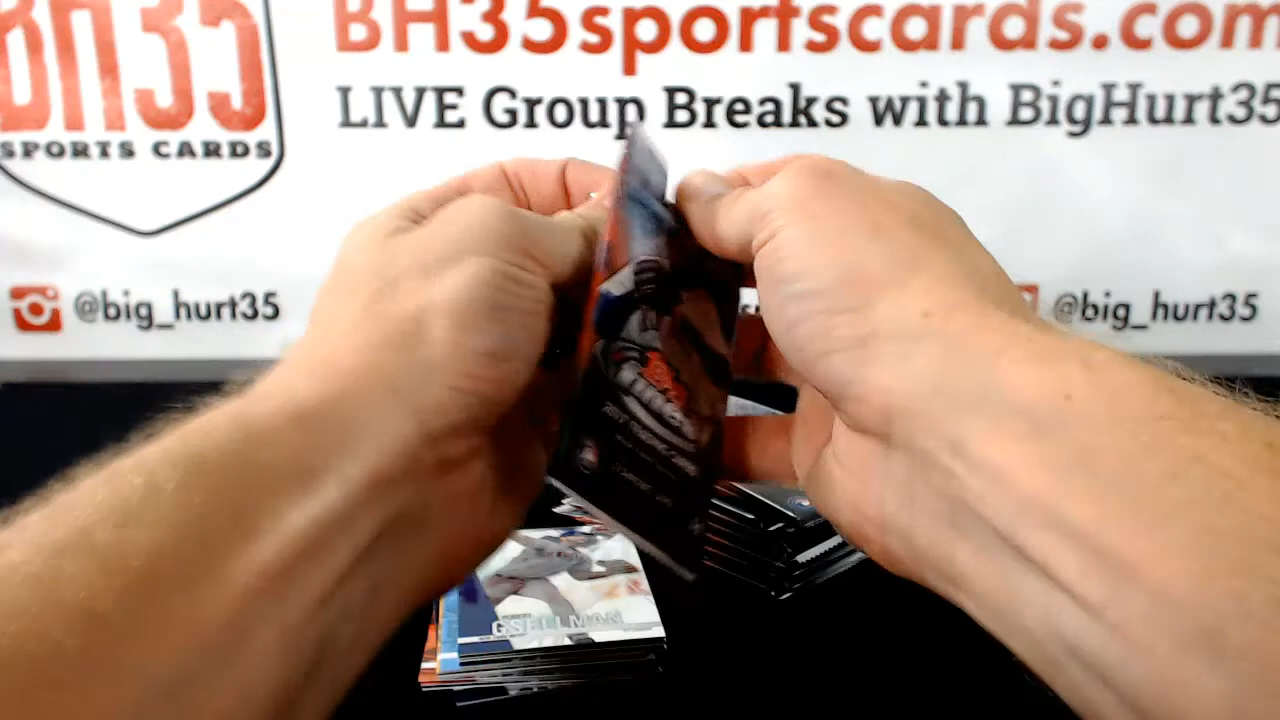 BH35
SPORTS CARDS
BH35sportscards.com
LIVE Group Breaks with BigHurt35
@big_hurt35
@big_hurt35
GSELLMAN